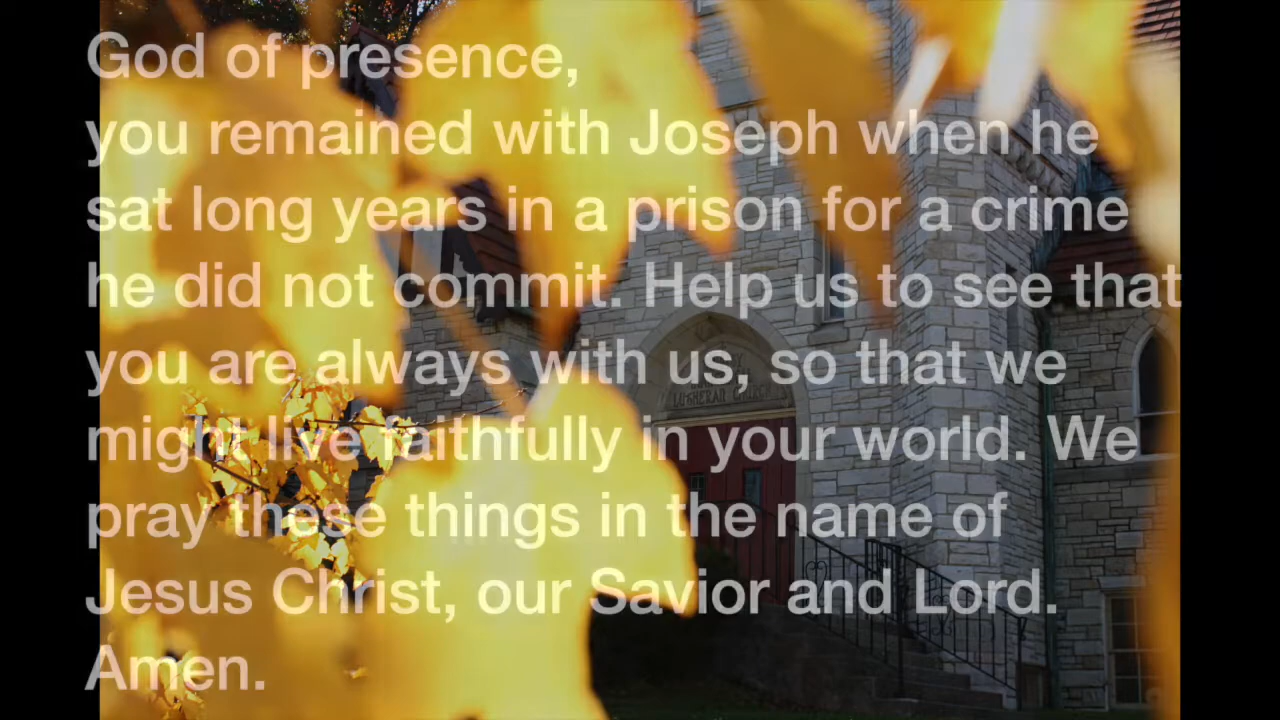 God of presence,
you remained with Joseph when he
sat long years in a prison for a crime
he did not commit. Help us to see that
you are always with us, so that we
might live faithfully in your world. We
pray these things in the name of
Jesus Christ, our Savior and Lord.
Amen.
LUTHERAN CHURCH